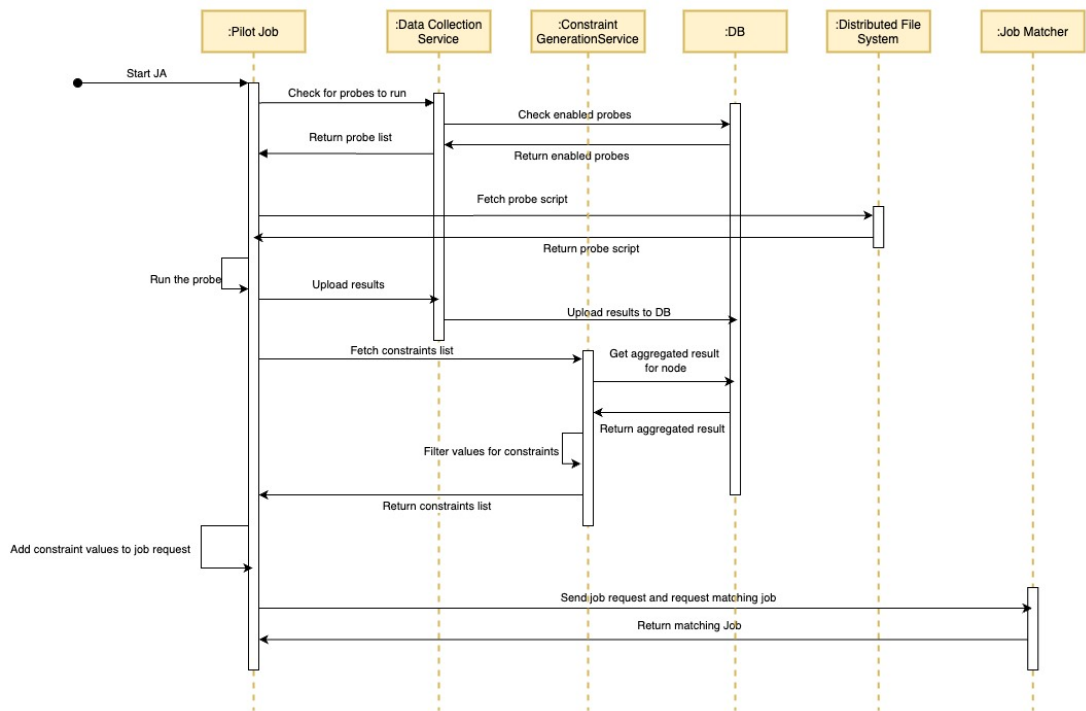 :Pilot Job
:Data Collection
Service
:Constraint
GenerationService
:DB
:Distributed File
System
:Job Matcher
Start JA
Check for probes to run
Check enabled probes
Return probe list
Return enabled probes
Fetch probe script
Return probe script
Run the probe
Upload results
Upload results to DB
Fetch constraints list
Get aggregated result
for node
Return aggregated result
Filter values for constraints
Return constraints list
Add constraint values to job request
Send job request and request matching job
Return matching Job